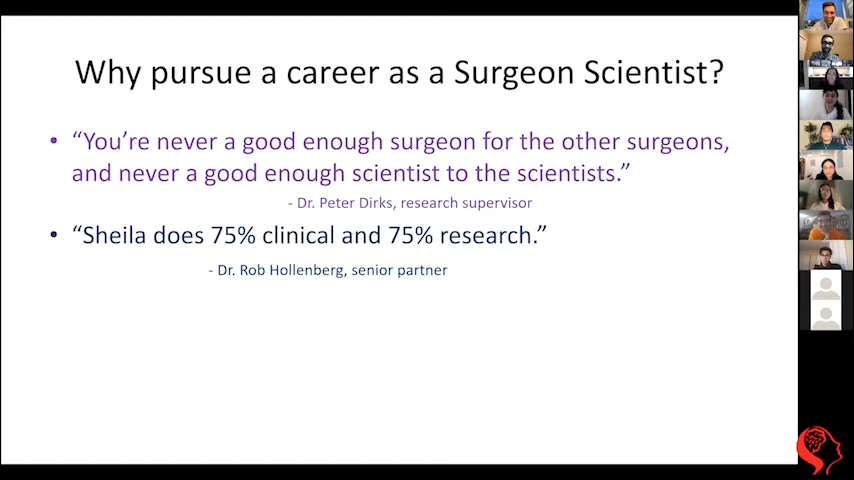 Why pursue a career as a Surgeon Scientist?
• “You’re never a good enough surgeon for the other surgeons,
and never a good enough scientist to the scientists.”
- Dr. Peter Dirks, research supervisor
• “Sheila does 75% clinical and 75% research.”
- Dr. Rob Hollenberg, senior partner